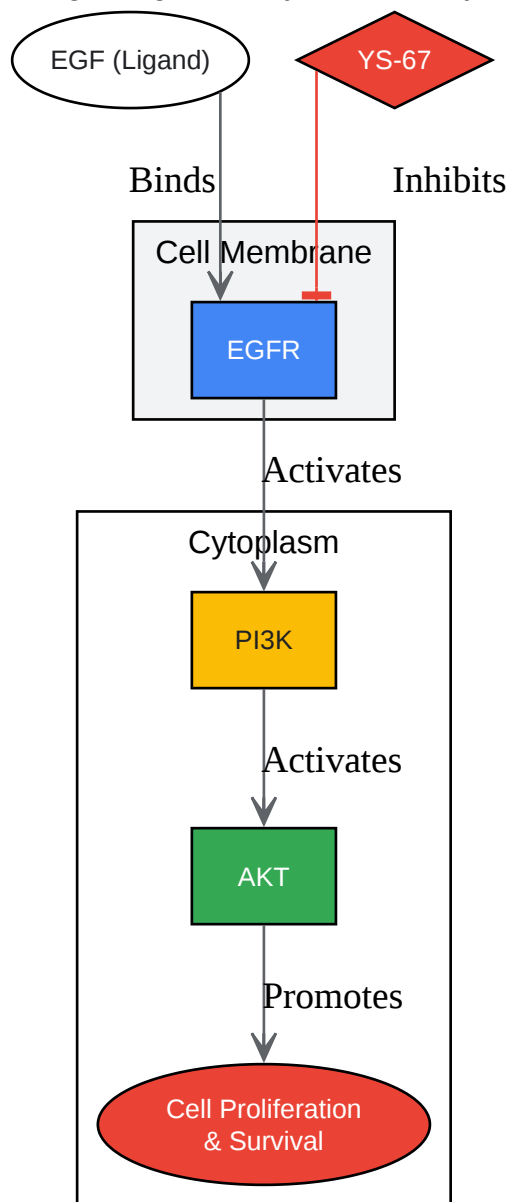 EGF (Ligand)
YS-67
Binds
Inhibits
Cell Membrane
EGFR
Activates
Cytoplasm
PI3K
Activates
AKT
Promotes
Cell Proliferation
& Survival